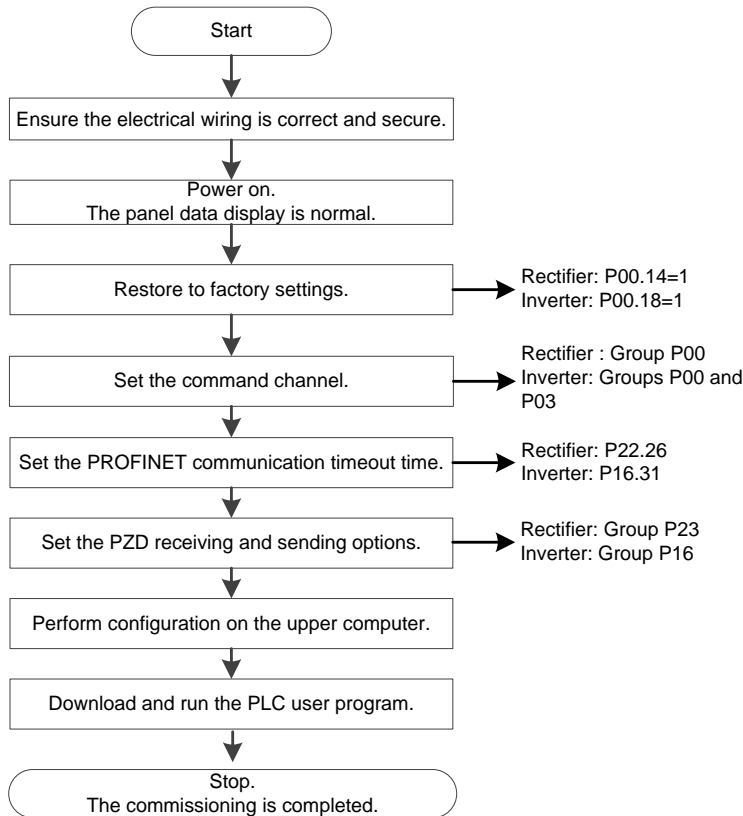 Start
Ensure the electrical wiring is correct and secure.
Power on.
The panel data display is normal.
Restore to factory settings.
Rectifier: P00.14=1
Inverter: P00.18=1
Set the command channel.
Rectifier : Group P00
Inverter: Groups P00 and
P03
Set the PROFINET communication timeout time.
Rectifier: P22.26
Inverter: P16.31
Set the PZD receiving and sending options.
Rectifier: Group P23
Inverter: Group P16
Perform configuration on the upper computer.
Download and run the PLC user program.
Stop.
The commissioning is completed.